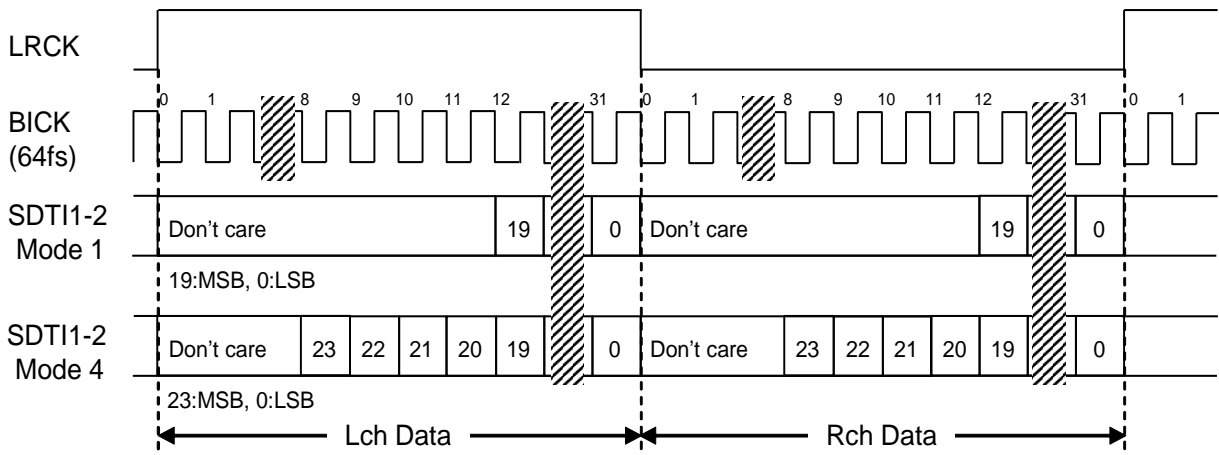 LRCK
0 1 8 9 10 11 12 31 0 1 8 9 10 11 12 31 0 1
BICK
(64fs)
SDTI1-2
Mode 1
Don't care 19 0 Don't care 19 0
19:MSB, 0:LSB
SDTI1-2
Mode 4
Don't care 23 22 21 20 19 0 Don't care 23 22 21 20 19 0
23:MSB, 0:LSB
Lch Data Rch Data